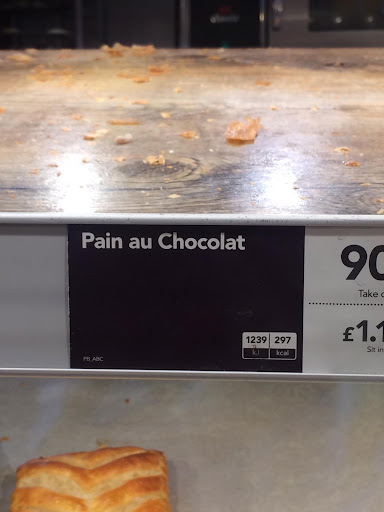 Pain au Chocolat
1239 297
kJ kcal
PB_ABC
90
Take
£1.1
Sit in